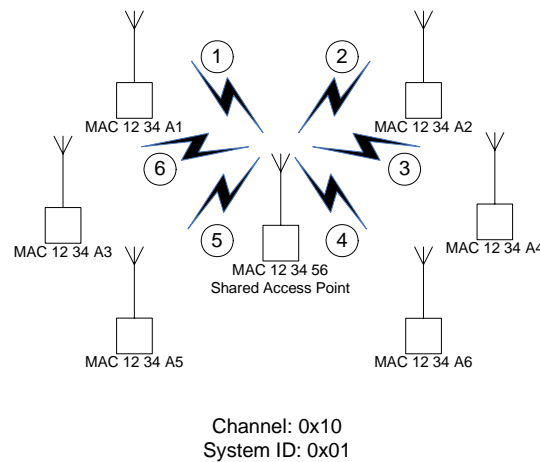 1
2
MAC 12 34 A1
MAC 12 34 A2
6
3
MAC 12 34 A3
MAC 12 34 A4
5
4
MAC 12 34 56
Shared Access Point
MAC 12 34 A5
MAC 12 34 A6
Channel: 0x10
System ID: 0x01